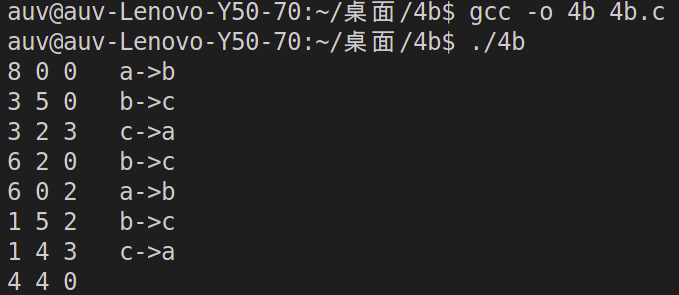 auv@auv-Lenovo-Y50-70:~/桌面/4b$ gcc -o 4b 4b.c
auv@auv-Lenovo-Y50-70:~/桌面/4b$ ./4b
8 0 0   a->b
3 5 0   b->c
3 2 3   c->a
6 2 0   b->c
6 0 2   a->b
1 5 2   b->c
1 4 3   c->a
4 4 0